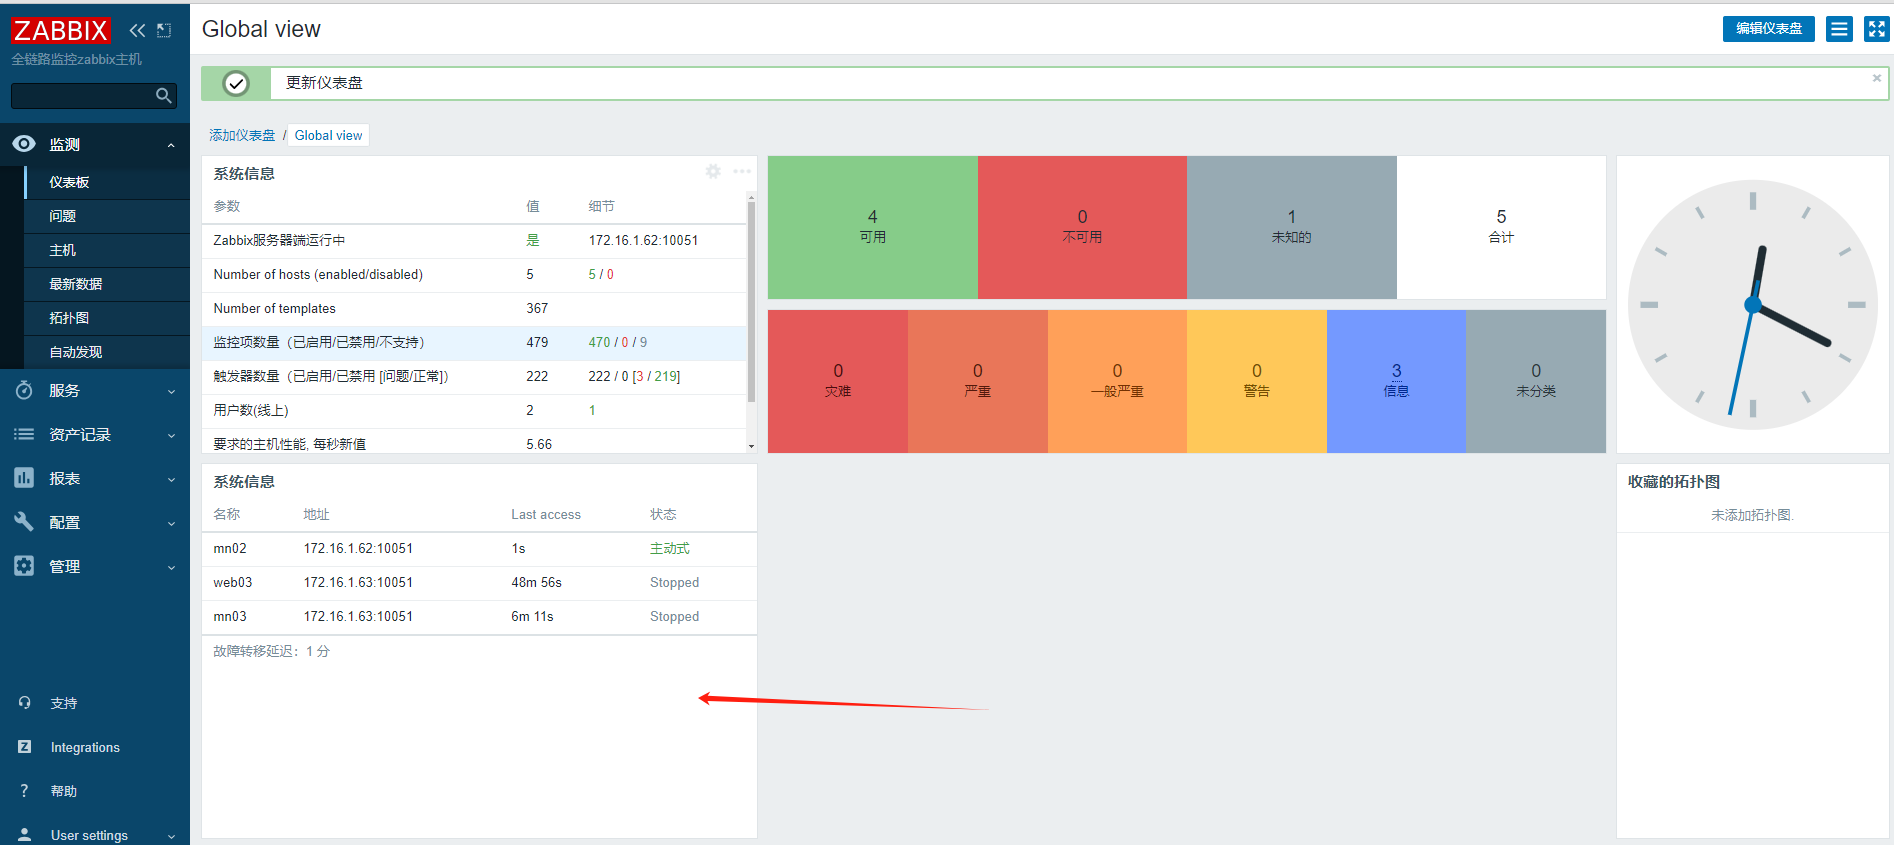 ZABBIX
全链路监控zabbix主机
监测
仪表板
问题
主机
最新数据
拓扑图
自动发现
服务
资产记录
报表
配置
管理
支持
Integrations
? 帮助
User settings
Global view
编辑仪表盘
更新仪表盘
添加仪表盘 / Global view
系统信息
参数 值 细节
Zabbix服务器端运行中 是 172.16.1.62:10051
Number of hosts (enabled/disabled) 5 5 / 0
Number of templates 367
监控项数量（已启用/已禁用/不支持） 479 470 / 0 / 9
触发器数量（已启用/已禁用 [问题/正常]） 222 222 / 0 [3 / 219]
用户数(线上) 2 1
要求的主机性能, 每秒新值 5.66
4
可用
0
不可用
1
未知的
5
合计
0
灾难
0
严重
0
一般严重
0
警告
3
信息
0
未分类
系统信息
名称 地址 Last access 状态
mn02 172.16.1.62:10051 1s 主动式
web03 172.16.1.63:10051 48m 56s Stopped
mn03 172.16.1.63:10051 6m 11s Stopped
故障转移延迟：1 分
收藏的拓扑图
未添加拓扑图.